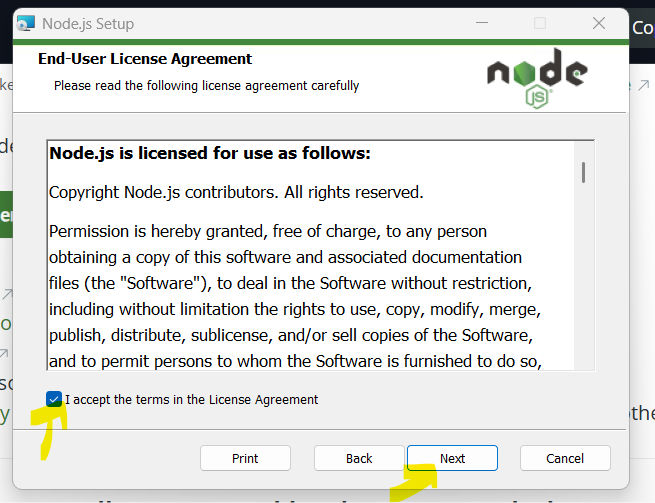 Node.js Setup
Co
End-User License Agreement
Please read the following license agreement carefully
node
JS
Node.js is licensed for use as follows:
Copyright Node.js contributors. All rights reserved.
Permission is hereby granted, free of charge, to any person
obtaining a copy of this software and associated documentation
files (the "Software"), to deal in the Software without restriction,
including without limitation the rights to use, copy, modify, merge,
publish, distribute, sublicense, and/or sell copies of the Software,
and to permit persons to whom the Software is furnished to do so,
I accept the terms in the License Agreement
Print Back Next Cancel